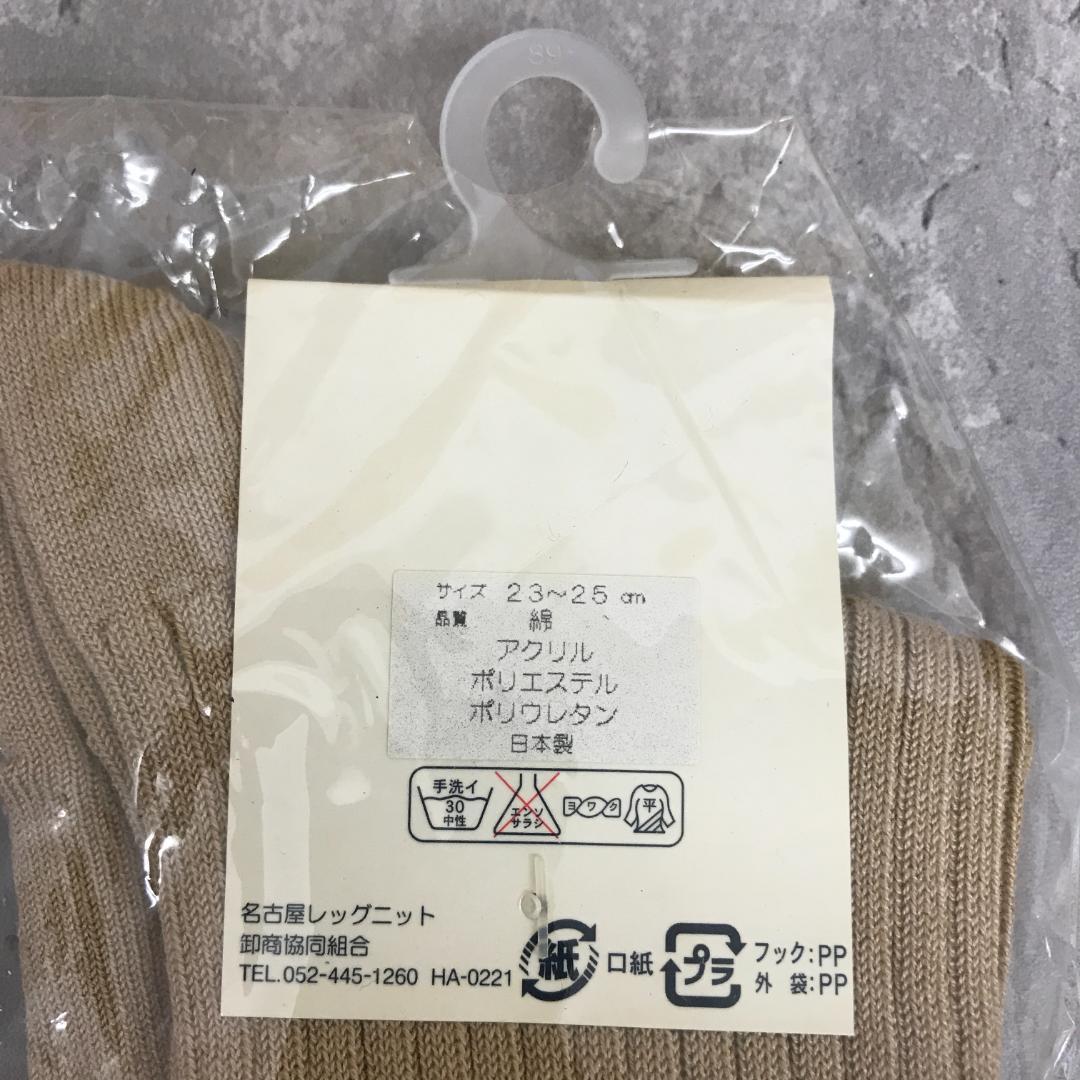 89
サイズ 23～25 cm
品質 綿
アクリル
ポリエステル
ポリウレタン
日本製
手洗イ
30
中性
エンソ
サラシ
ヨワク
平
名古屋レッグニット
卸商協同組合
TEL.052-445-1260 HA-0221
紙 口紙
プラ
フック:PP
外 袋:PP